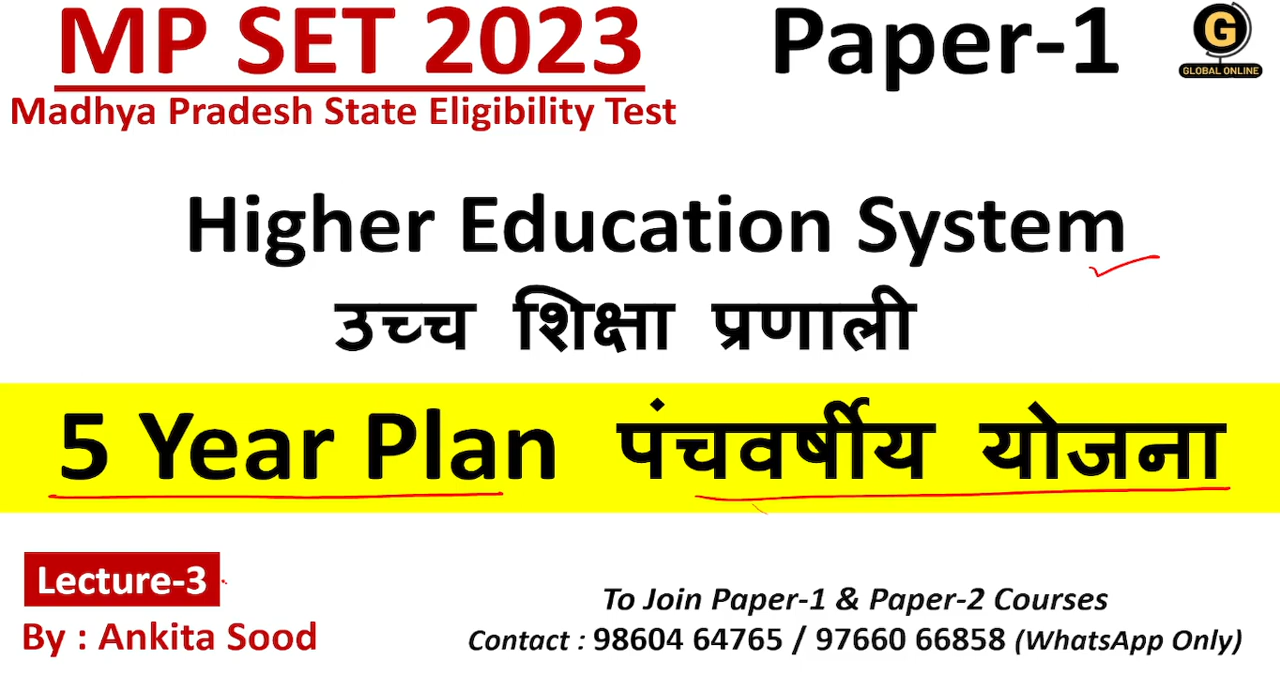 MP SET 2023 Paper-1
G
GLOBAL ONLINE
Madhya Pradesh State Eligibility Test
Higher Education System
उच्च शिक्षा प्रणाली
5 Year Plan पंचवर्षीय योजना
Lecture-3
By : Ankita Sood
To Join Paper-1 & Paper-2 Courses
Contact : 98604 64765 / 97660 66858 (WhatsApp Only)